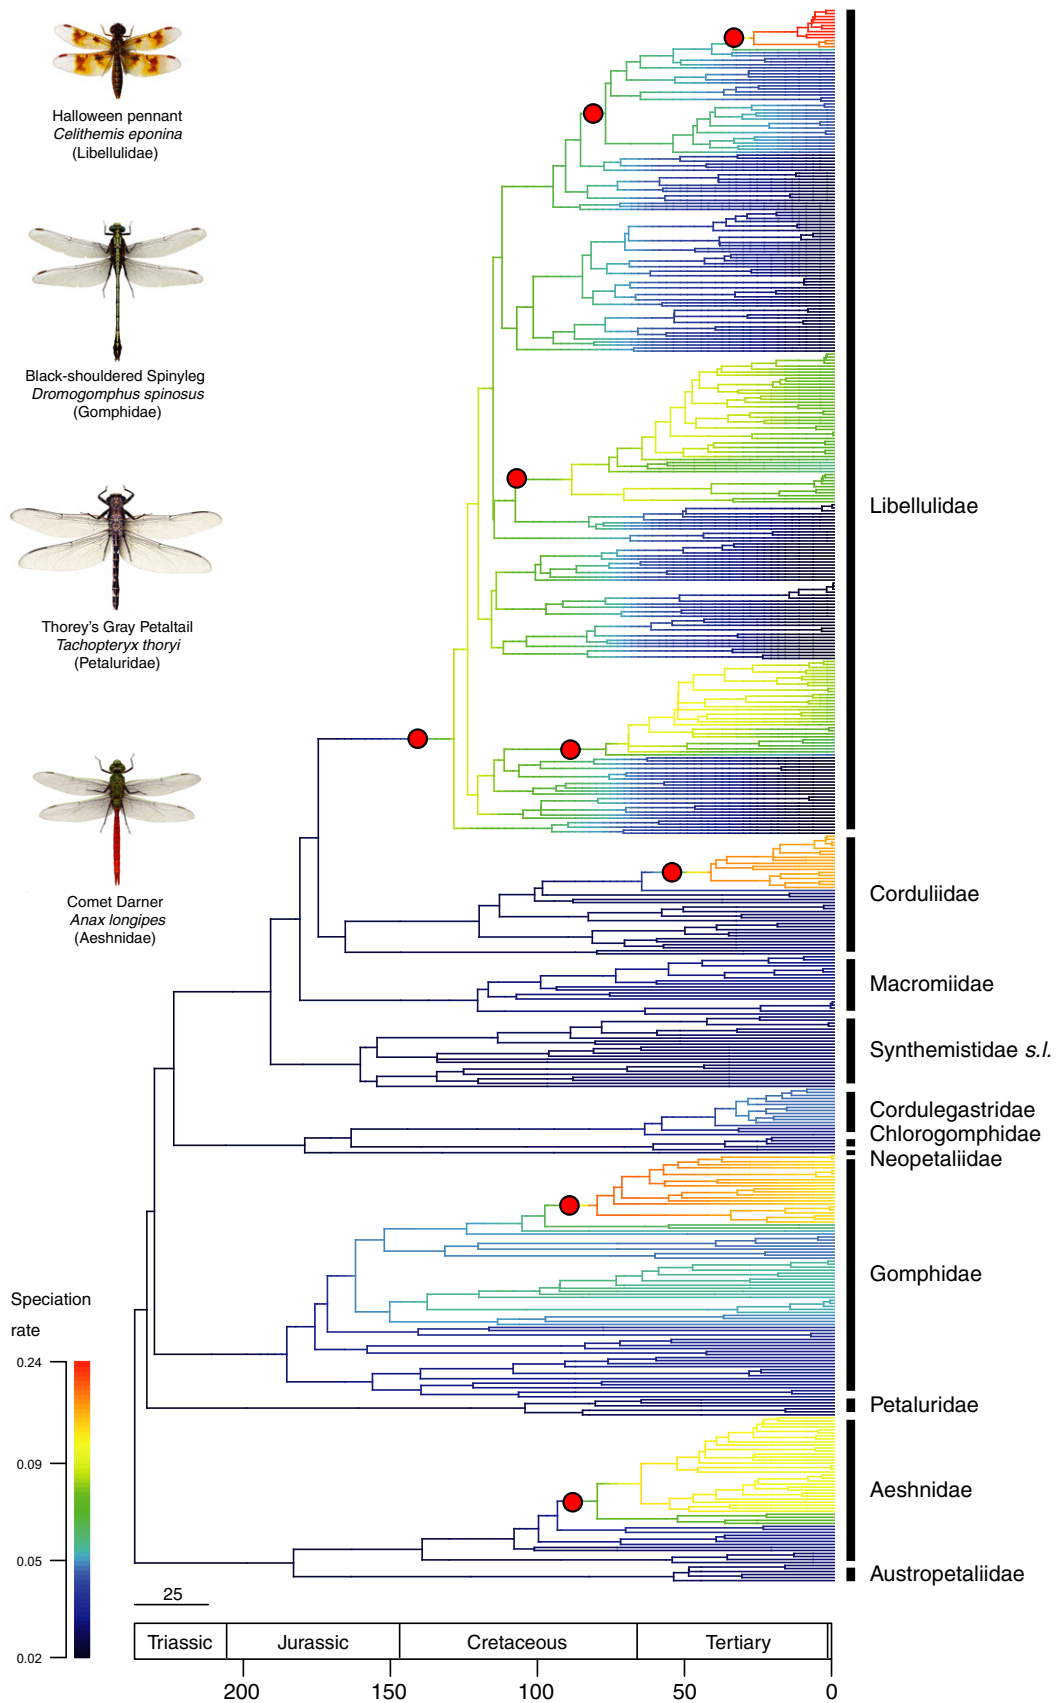 Halloween pennant
Celithemis eponina
(Libellulidae)
Black-shouldered Spinyleg
Dromogomphus spinosus
(Gomphidae)
Thorey's Gray Petaltail
Tachopteryx thoryi
(Petaluridae)
Comet Darner
Anax longipes
(Aeshnidae)
Libellulidae
Corduliidae
Macromiidae
Synthemistidae s.l.
Cordulegastridae
Chlorogomphidae
Neopetaliidae
Gomphidae
Petaluridae
Aeshnidae
Austropetaliidae
Speciation
rate
0.24
0.09
0.05
0.02
25
Triassic Jurassic Cretaceous Tertiary
200 150 100 50 0